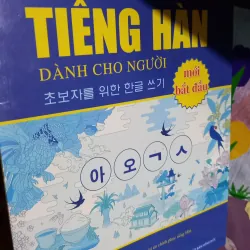 TIẾNG HÀN
DÀNH CHO NGƯỜI
mới
bắt đầu
초보자를 위한 한글 쓰기
아 오 ㄱ ㅅ